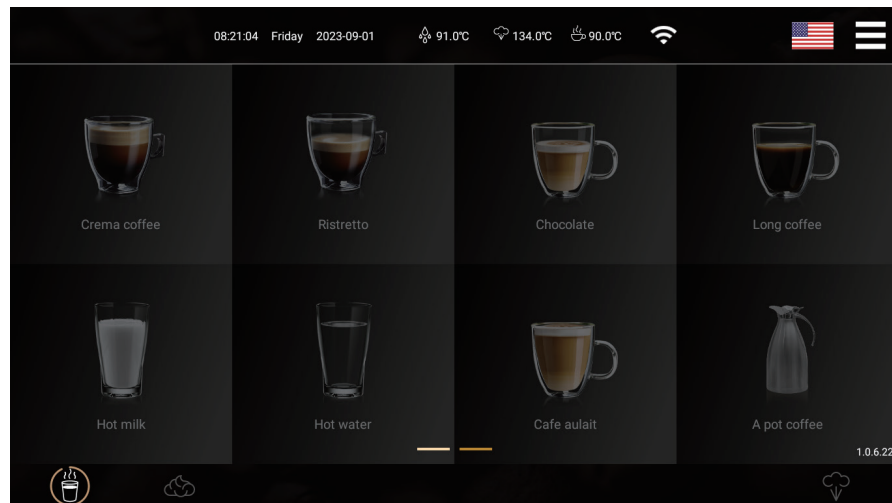 08:21:04 Friday 2023-09-01 91.0℃ 134.0℃ 90.0℃
Crema coffee Ristretto Chocolate Long coffee
Hot milk Hot water Cafe aulait A pot coffee
1.0.6.22